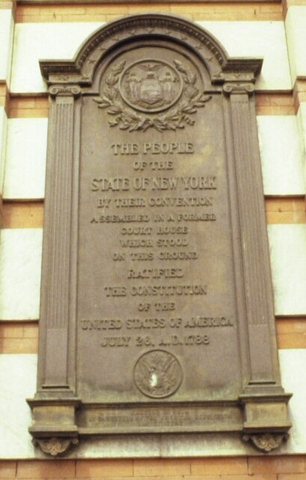 THE PEOPLE
OF THE
STATE OF NEW YORK
BY THEIR CONVENTION
ASSEMBLED IN A FORMER
COURT HOUSE
WHICH STOOD
ON THIS GROUND
RATIFIED
THE CONSTITUTION
OF THE
UNITED STATES OF AMERICA
JULY 26, A.D. 1788